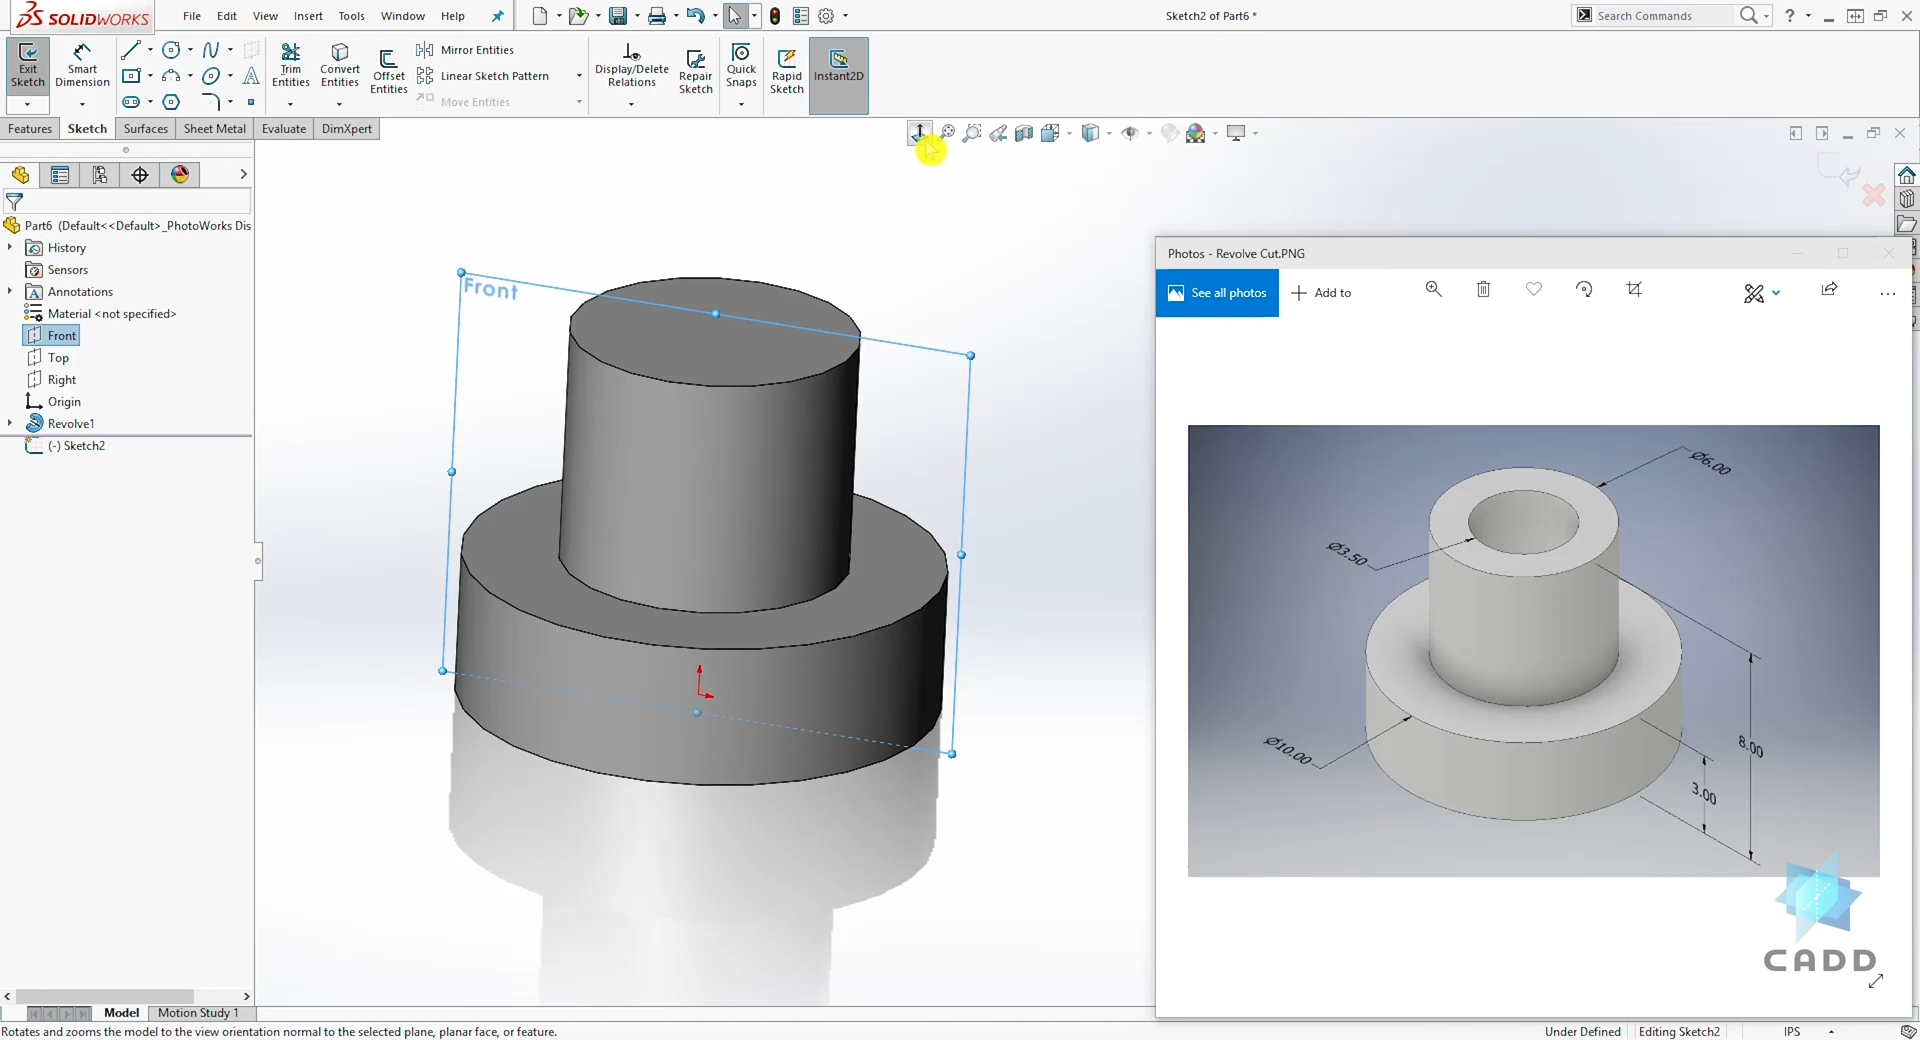 SOLIDWORKS
File Edit View Insert Tools Window Help
Sketch2 of Part6 *
Search Commands
Exit Sketch
Smart Dimension
Trim Entities
Convert Entities
Offset Entities
Mirror Entities
Linear Sketch Pattern
Move Entities
Display/Delete Relations
Repair Sketch
Quick Snaps
Rapid Sketch
Instant2D
Features Sketch Surfaces Sheet Metal Evaluate DimXpert
Part6 (Default<<Default>_PhotoWorks Dis
History
Sensors
Annotations
Material <not specified>
Front
Top
Right
Origin
Revolve1
(-) Sketch2
Front
Photos - Revolve Cut.PNG
See all photos
Add to
Ø6.00
Ø3.50
Ø10.00
8.00
3.00
CADD
Model Motion Study 1
Rotates and zooms the model to the view orientation normal to the selected plane, planar face, or feature.
Under Defined Editing Sketch2 IPS